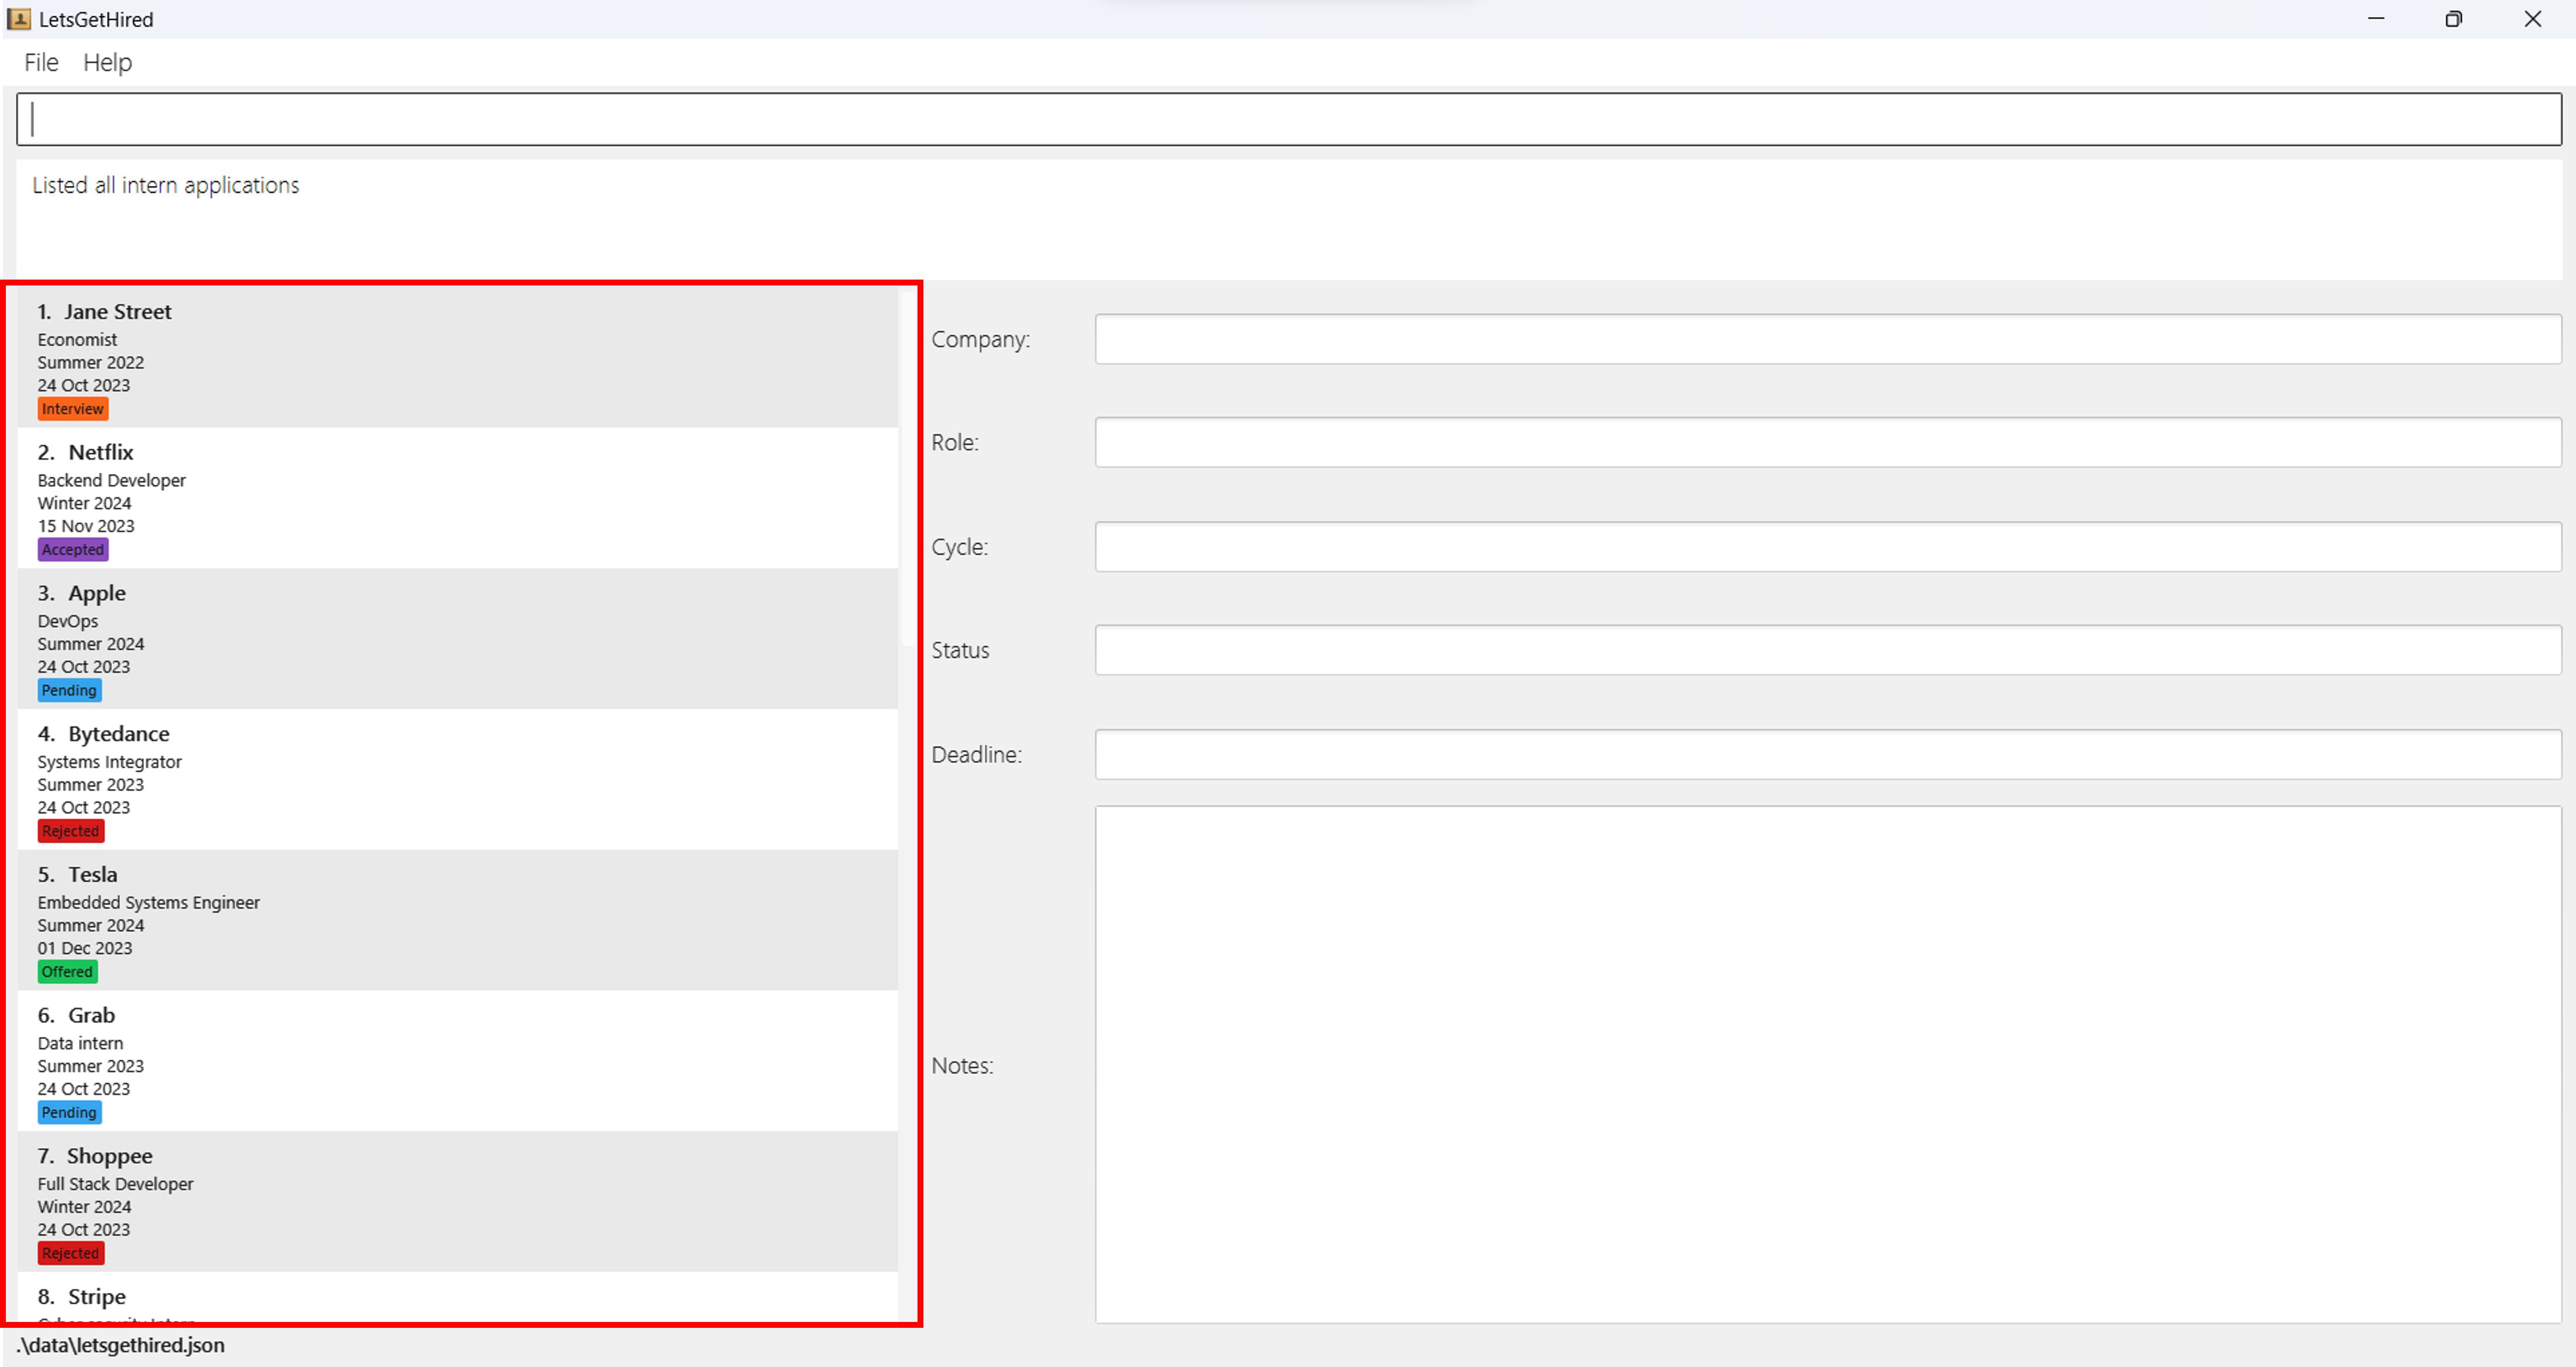 LetsGetHired
File Help
Listed all intern applications
1. Jane Street
Economist
Summer 2022
24 Oct 2023
Interview
2. Netflix
Backend Developer
Winter 2024
15 Nov 2023
Accepted
3. Apple
DevOps
Summer 2024
24 Oct 2023
Pending
4. Bytedance
Systems Integrator
Summer 2023
24 Oct 2023
Rejected
5. Tesla
Embedded Systems Engineer
Summer 2024
01 Dec 2023
Offered
6. Grab
Data intern
Summer 2023
24 Oct 2023
Pending
7. Shoppee
Full Stack Developer
Winter 2024
24 Oct 2023
Rejected
8. Stripe
Company:
Role:
Cycle:
Status
Deadline:
Notes:
.\data\letsgethired.json